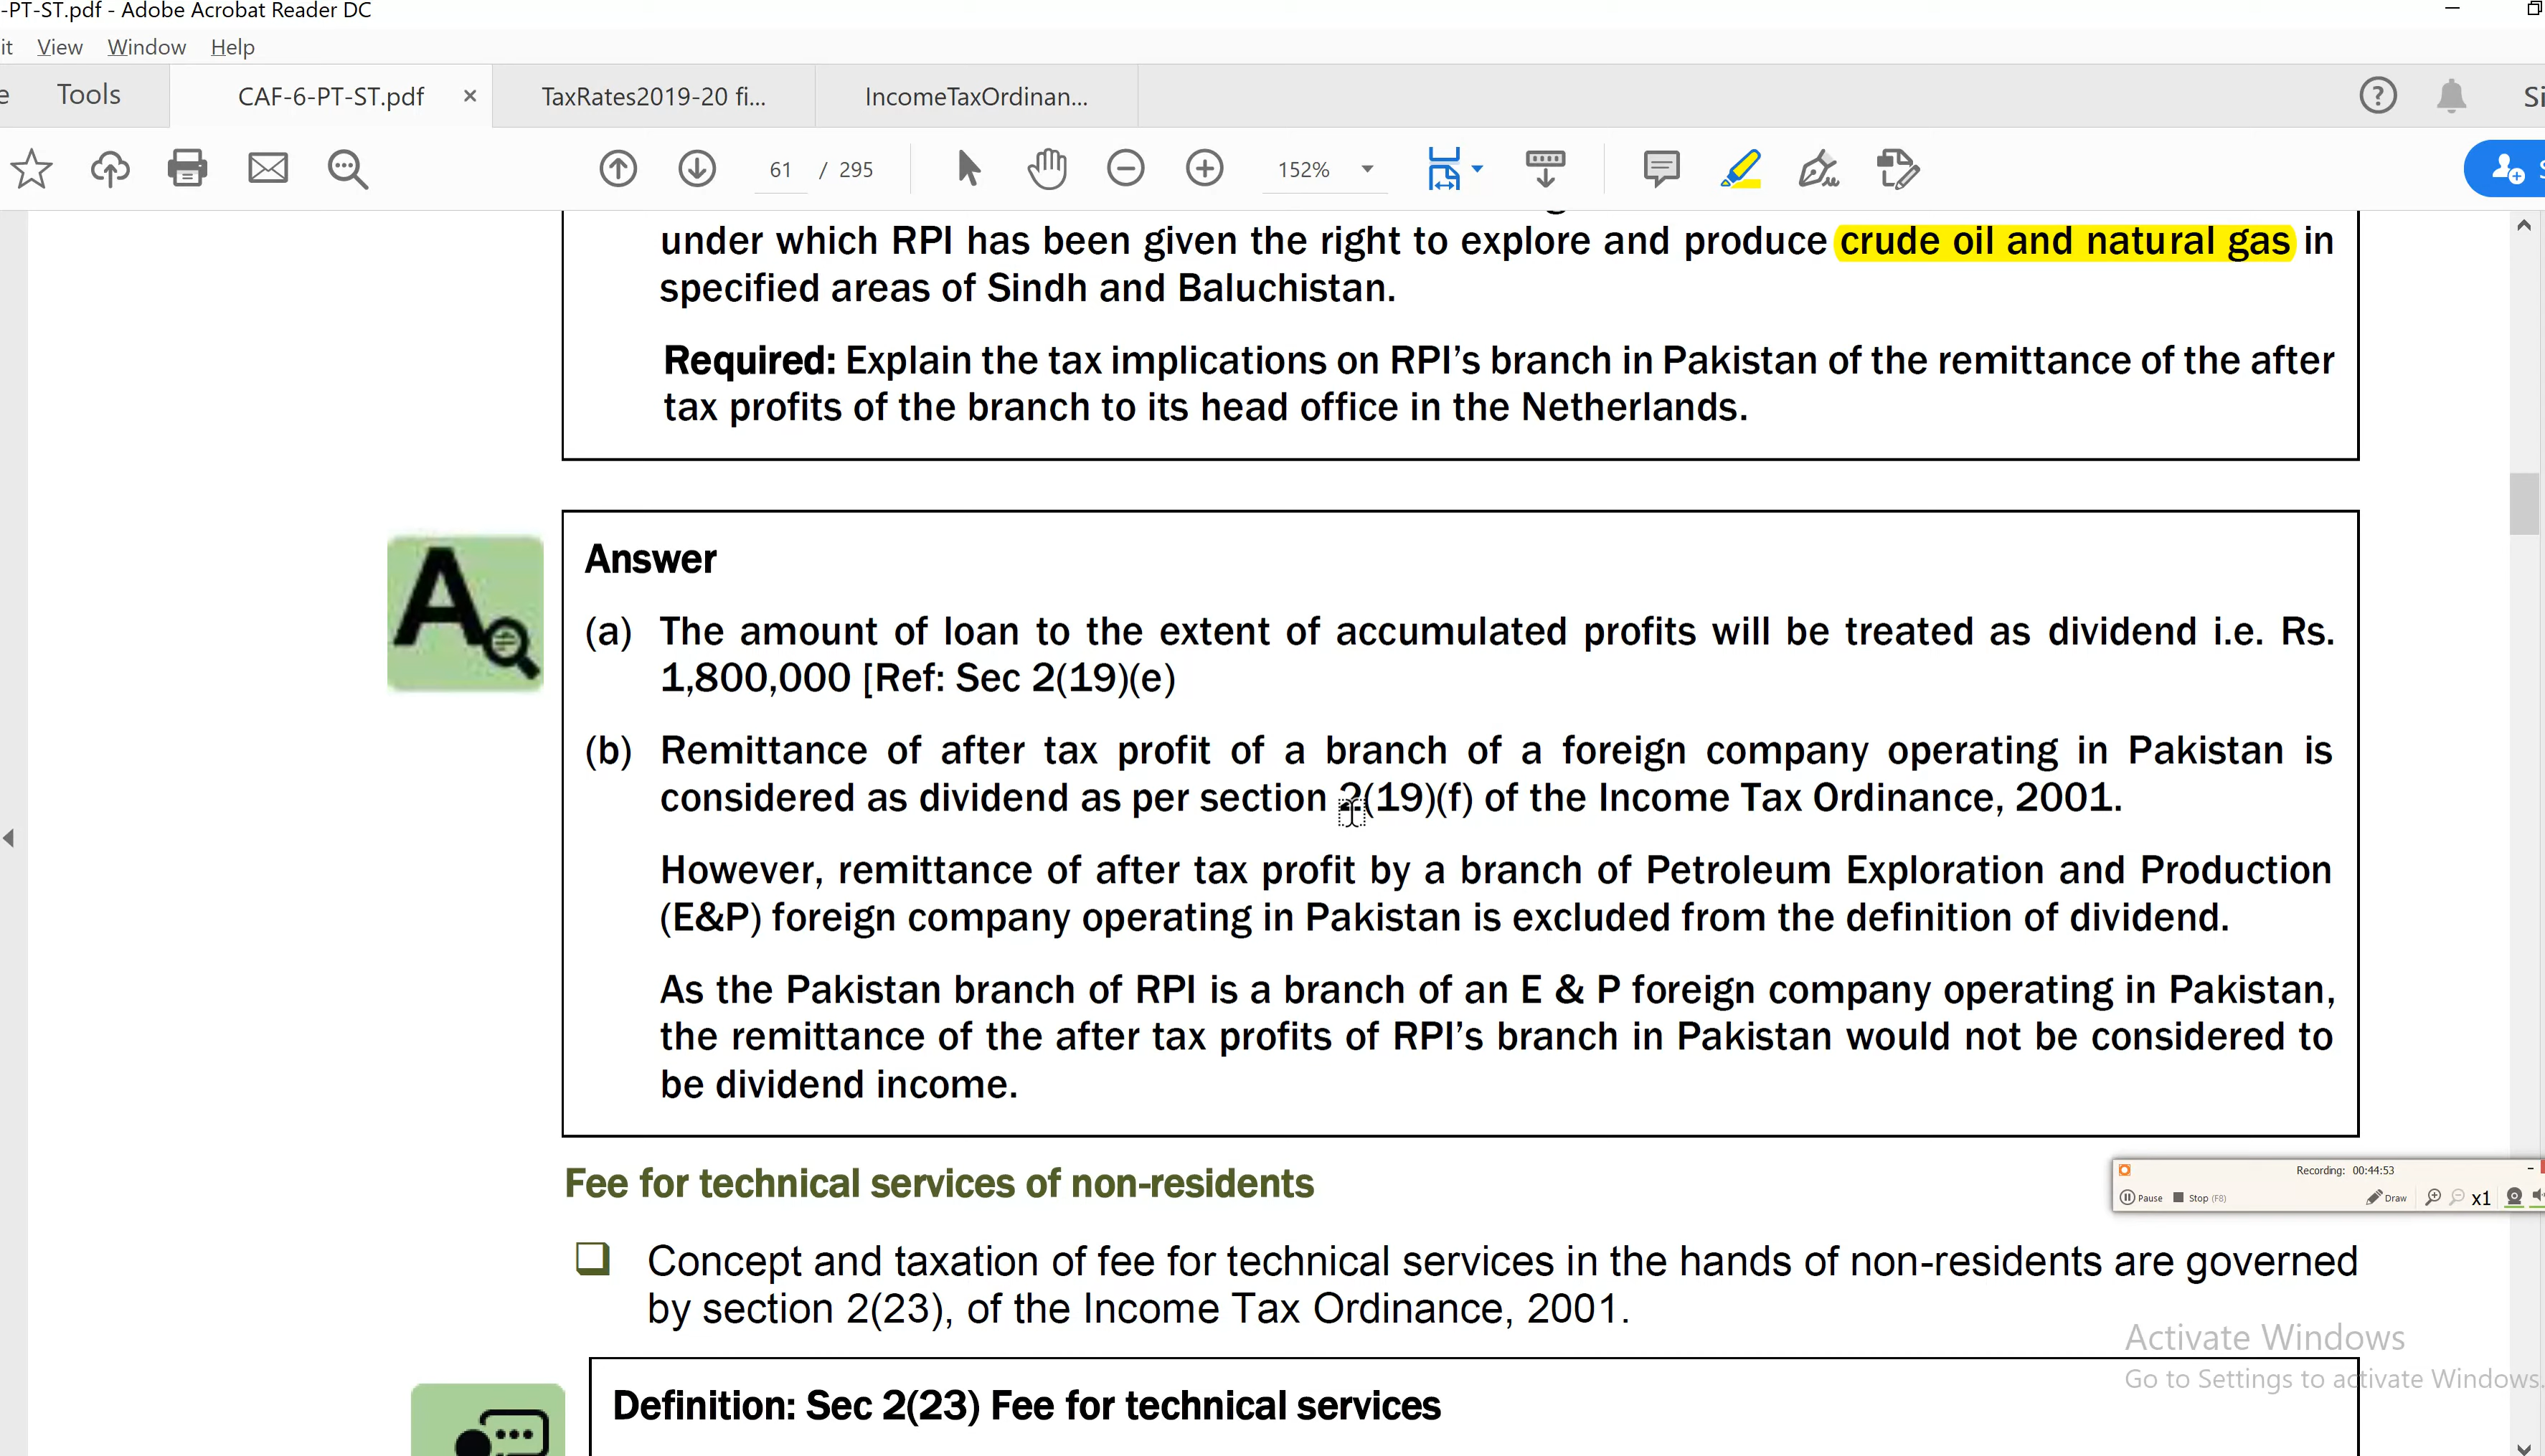 -PT-ST.pdf - Adobe Acrobat Reader DC
it View Window Help
e Tools CAF-6-PT-ST.pdf × TaxRates2019-20 fi... IncomeTaxOrdinan... Si
61 / 295 152%
under which RPI has been given the right to explore and produce crude oil and natural gas in
specified areas of Sindh and Baluchistan.
Required: Explain the tax implications on RPI’s branch in Pakistan of the remittance of the after
tax profits of the branch to its head office in the Netherlands.
Answer
(a) The amount of loan to the extent of accumulated profits will be treated as dividend i.e. Rs.
1,800,000 [Ref: Sec 2(19)(e)
(b) Remittance of after tax profit of a branch of a foreign company operating in Pakistan is
considered as dividend as per section 2(19)(f) of the Income Tax Ordinance, 2001.
However, remittance of after tax profit by a branch of Petroleum Exploration and Production
(E&P) foreign company operating in Pakistan is excluded from the definition of dividend.
As the Pakistan branch of RPI is a branch of an E & P foreign company operating in Pakistan,
the remittance of the after tax profits of RPI’s branch in Pakistan would not be considered to
be dividend income.
Fee for technical services of non-residents
Recording: 00:44:53
Pause Stop (F8) Draw x1
Concept and taxation of fee for technical services in the hands of non-residents are governed
by section 2(23), of the Income Tax Ordinance, 2001.
Activate Windows
Go to Settings to activate Windows.
Definition: Sec 2(23) Fee for technical services